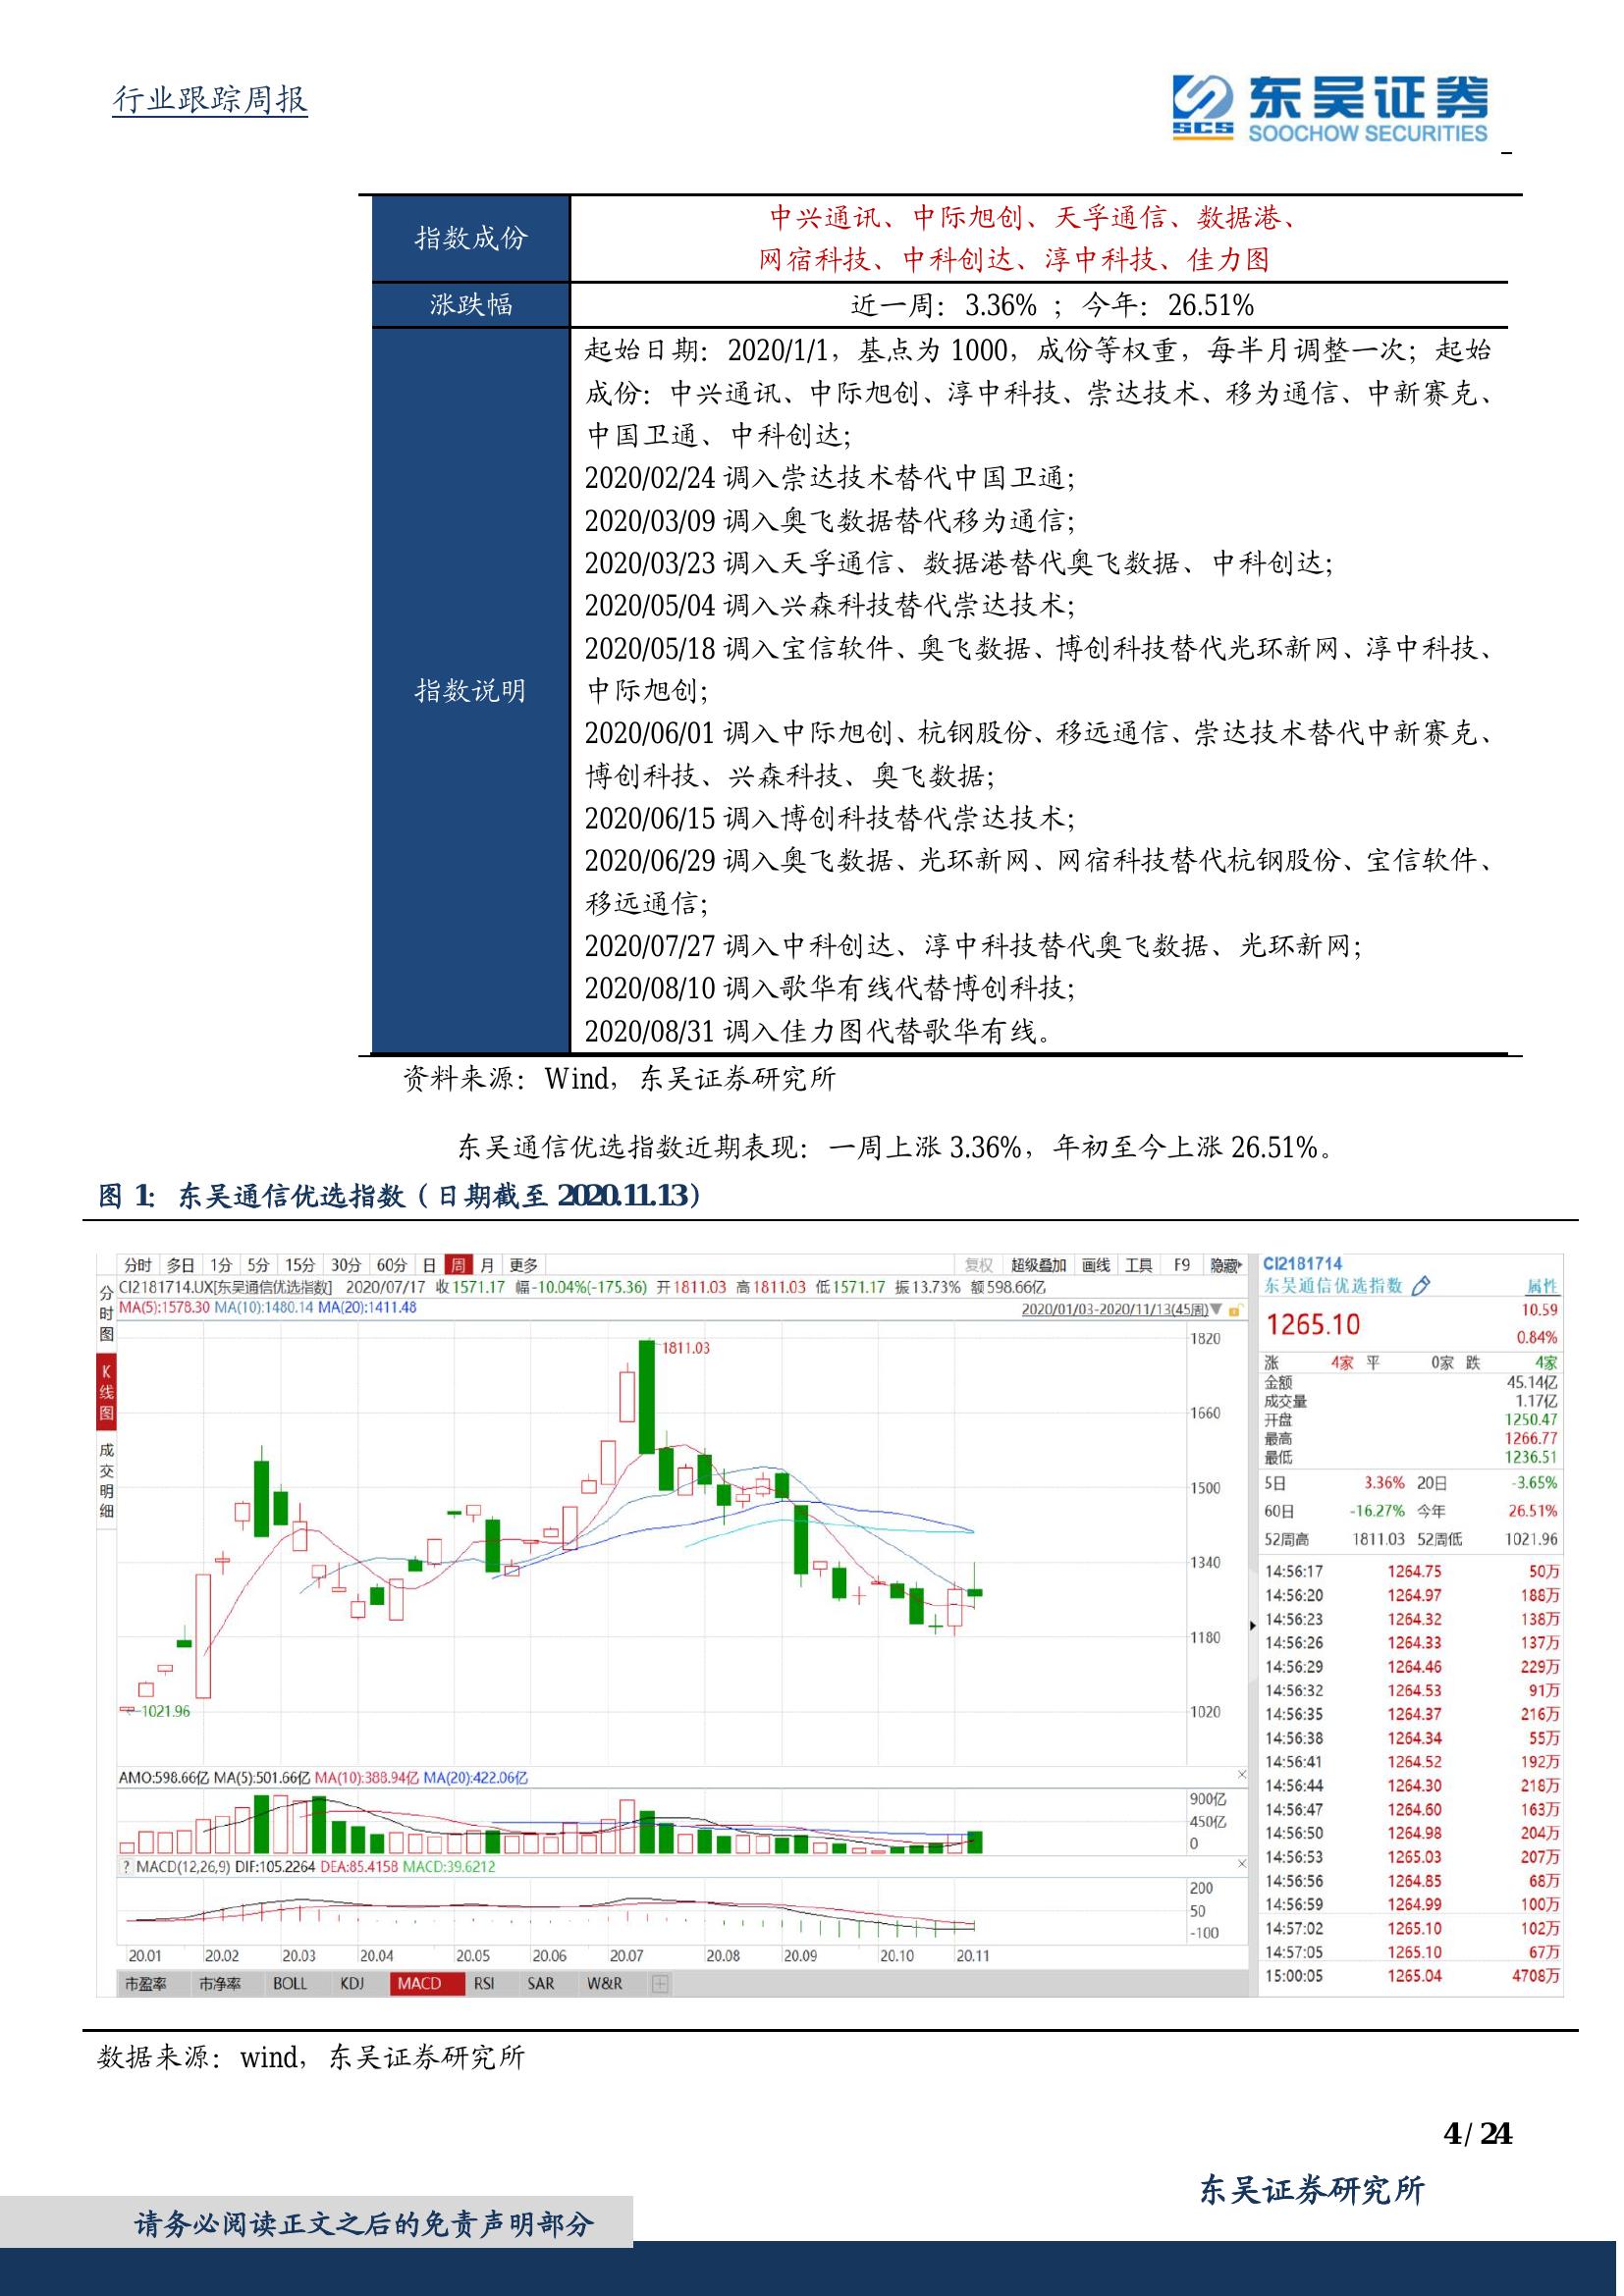 行业跟踪周报
东吴证券
SCS
SOOCHOW SECURITIES
指数成份
中兴通讯、中际旭创、天孚通信、数据港、
网宿科技、中科创达、淳中科技、佳力图
涨跌幅
近一周：3.36% ；今年：26.51%
指数说明
起始日期：2020/1/1，基点为 1000，成份等权重，每半月调整一次；起始
成份：中兴通讯、中际旭创、淳中科技、崇达技术、移为通信、中新赛克、
中国卫通、中科创达；
2020/02/24 调入崇达技术替代中国卫通；
2020/03/09 调入奥飞数据替代移为通信；
2020/03/23 调入天孚通信、数据港替代奥飞数据、中科创达；
2020/05/04 调入兴森科技替代崇达技术；
2020/05/18 调入宝信软件、奥飞数据、博创科技替代光环新网、淳中科技、
中际旭创；
2020/06/01 调入中际旭创、杭钢股份、移远通信、崇达技术替代中新赛克、
博创科技、兴森科技、奥飞数据；
2020/06/15 调入博创科技替代崇达技术；
2020/06/29 调入奥飞数据、光环新网、网宿科技替代杭钢股份、宝信软件、
移远通信；
2020/07/27 调入中科创达、淳中科技替代奥飞数据、光环新网；
2020/08/10 调入歌华有线代替博创科技；
2020/08/31 调入佳力图代替歌华有线。
资料来源：Wind，东吴证券研究所
东吴通信优选指数近期表现：一周上涨 3.36%，年初至今上涨 26.51%。
图 1： 东吴通信优选指数（日期截至 2020.11.13）
分时 多日 1分 5分 15分 30分 60分 日 周 月 更多 复权 超级叠加 画线 工具 F9 隐藏
CI2181714.UX[东吴通信优选指数] 2020/07/17 收1571.17 幅-10.04%(-175.36) 开1811.03 高1811.03 低1571.17 振13.73% 额598.66亿
MA(5):1578.30 MA(10):1480.14 MA(20):1411.48 2020/01/03-2020/11/13(45周)
分时图
K线图
成交明细
1811.03
1021.96
1820
1660
1500
1340
1180
1020
AMO:598.66亿 MA(5):501.66亿 MA(10):388.94亿 MA(20):422.06亿
900亿
450亿
0
? MACD(12,26,9) DIF:105.2264 DEA:85.4158 MACD:39.6212
200
50
-100
20.01 20.02 20.03 20.04 20.05 20.06 20.07 20.08 20.09 20.10 20.11
市盈率 市净率 BOLL KDJ MACD RSI SAR W&R
CI2181714
东吴通信优选指数 属性
1265.10 10.59
0.84%
涨 4家 平 0家 跌 4家
金额 45.14亿
成交量 1.17亿
开盘 1250.47
最高 1266.77
最低 1236.51
5日 3.36% 20日 -3.65%
60日 -16.27% 今年 26.51%
52周高 1811.03 52周低 1021.96
14:56:17 1264.75 50万
14:56:20 1264.97 188万
14:56:23 1264.32 138万
14:56:26 1264.33 137万
14:56:29 1264.46 229万
14:56:32 1264.53 91万
14:56:35 1264.37 216万
14:56:38 1264.34 55万
14:56:41 1264.52 192万
14:56:44 1264.30 218万
14:56:47 1264.60 163万
14:56:50 1264.98 204万
14:56:53 1265.03 207万
14:56:56 1264.85 68万
14:56:59 1264.99 100万
14:57:02 1265.10 102万
14:57:05 1265.10 67万
15:00:05 1265.04 4708万
数据来源：wind，东吴证券研究所
4 / 24
东吴证券研究所
请务必阅读正文之后的免责声明部分